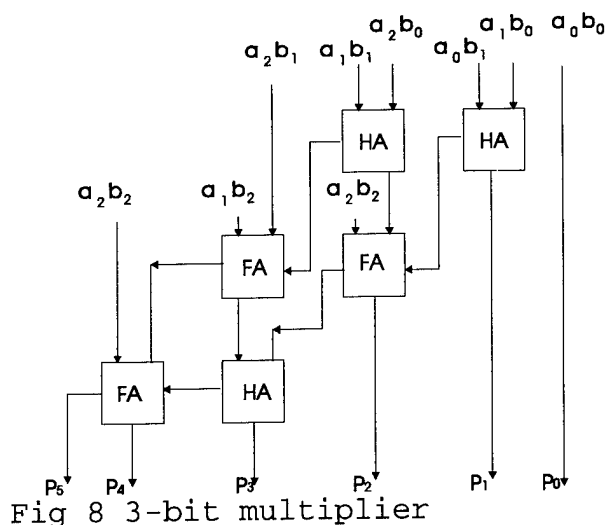 a₂b₁ a₁b₁ a₂b₀ a₀b₁ a₁b₀ a₀b₀
HA HA
a₂b₂ a₁b₂ a₂b₂
FA FA
FA HA
P₅ P₄ P₃ P₂ P₁ P₀
Fig 8 3-bit multiplier